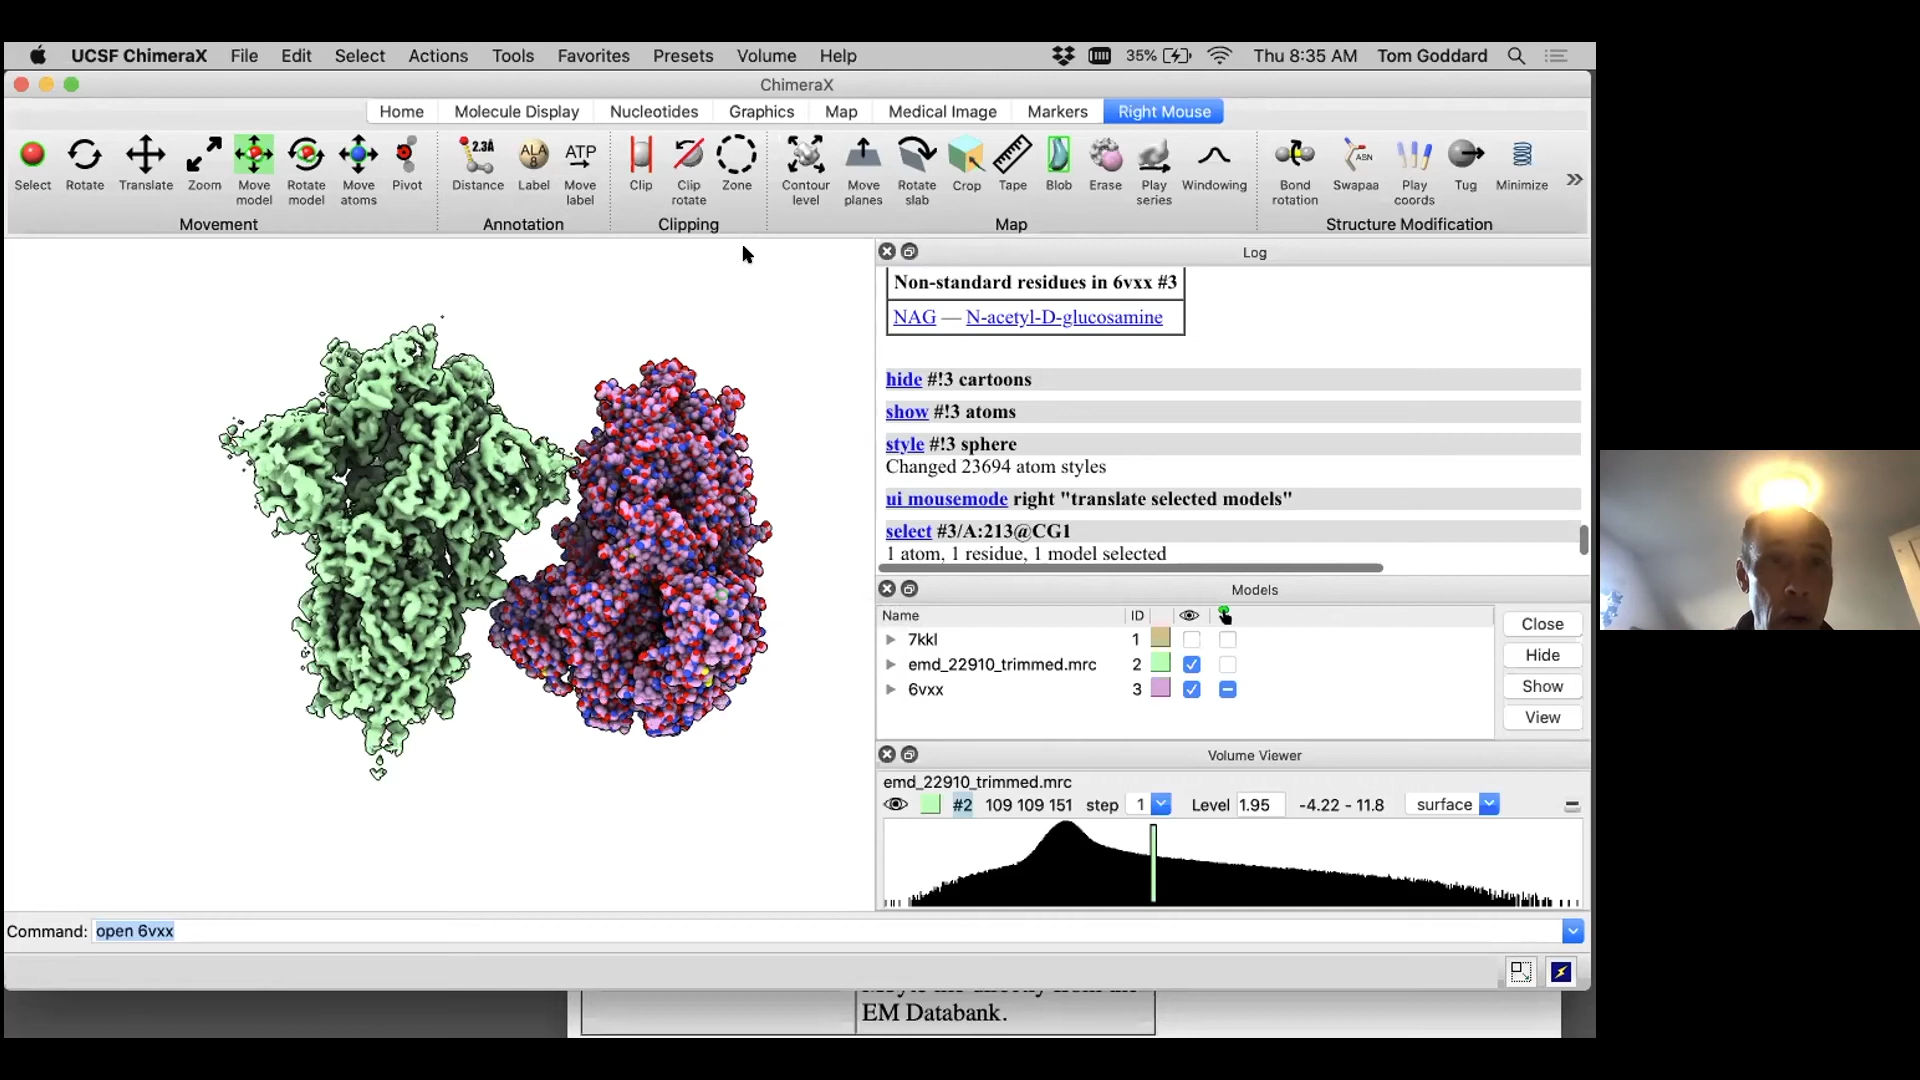 UCSF ChimeraX File Edit Select Actions Tools Favorites Presets Volume Help 35% Thu 8:35 AM Tom Goddard
ChimeraX
Home Molecule Display Nucleotides Graphics Map Medical Image Markers Right Mouse
2.3Å ALA 8 ATP ASN
Select Rotate Translate Zoom Move model Rotate model Move atoms Pivot Distance Label Move label Clip Clip rotate Zone Contour level Move planes Rotate slab Crop Tape Blob Erase Play series Windowing Bond rotation Swapaa Play coords Tug Minimize »
Movement Annotation Clipping Map Structure Modification
Log
Non-standard residues in 6vxx #3
NAG — N-acetyl-D-glucosamine
hide #!3 cartoons
show #!3 atoms
style #!3 sphere
Changed 23694 atom styles
ui mousemode right "translate selected models"
select #3/A:213@CG1
1 atom, 1 residue, 1 model selected
Models
Name ID
7kkl 1
emd_22910_trimmed.mrc 2
6vxx 3
Close
Hide
Show
View
Volume Viewer
emd_22910_trimmed.mrc
#2 109 109 151 step 1 Level 1.95 -4.22 - 11.8 surface
Command: open 6vxx
EM Databank.